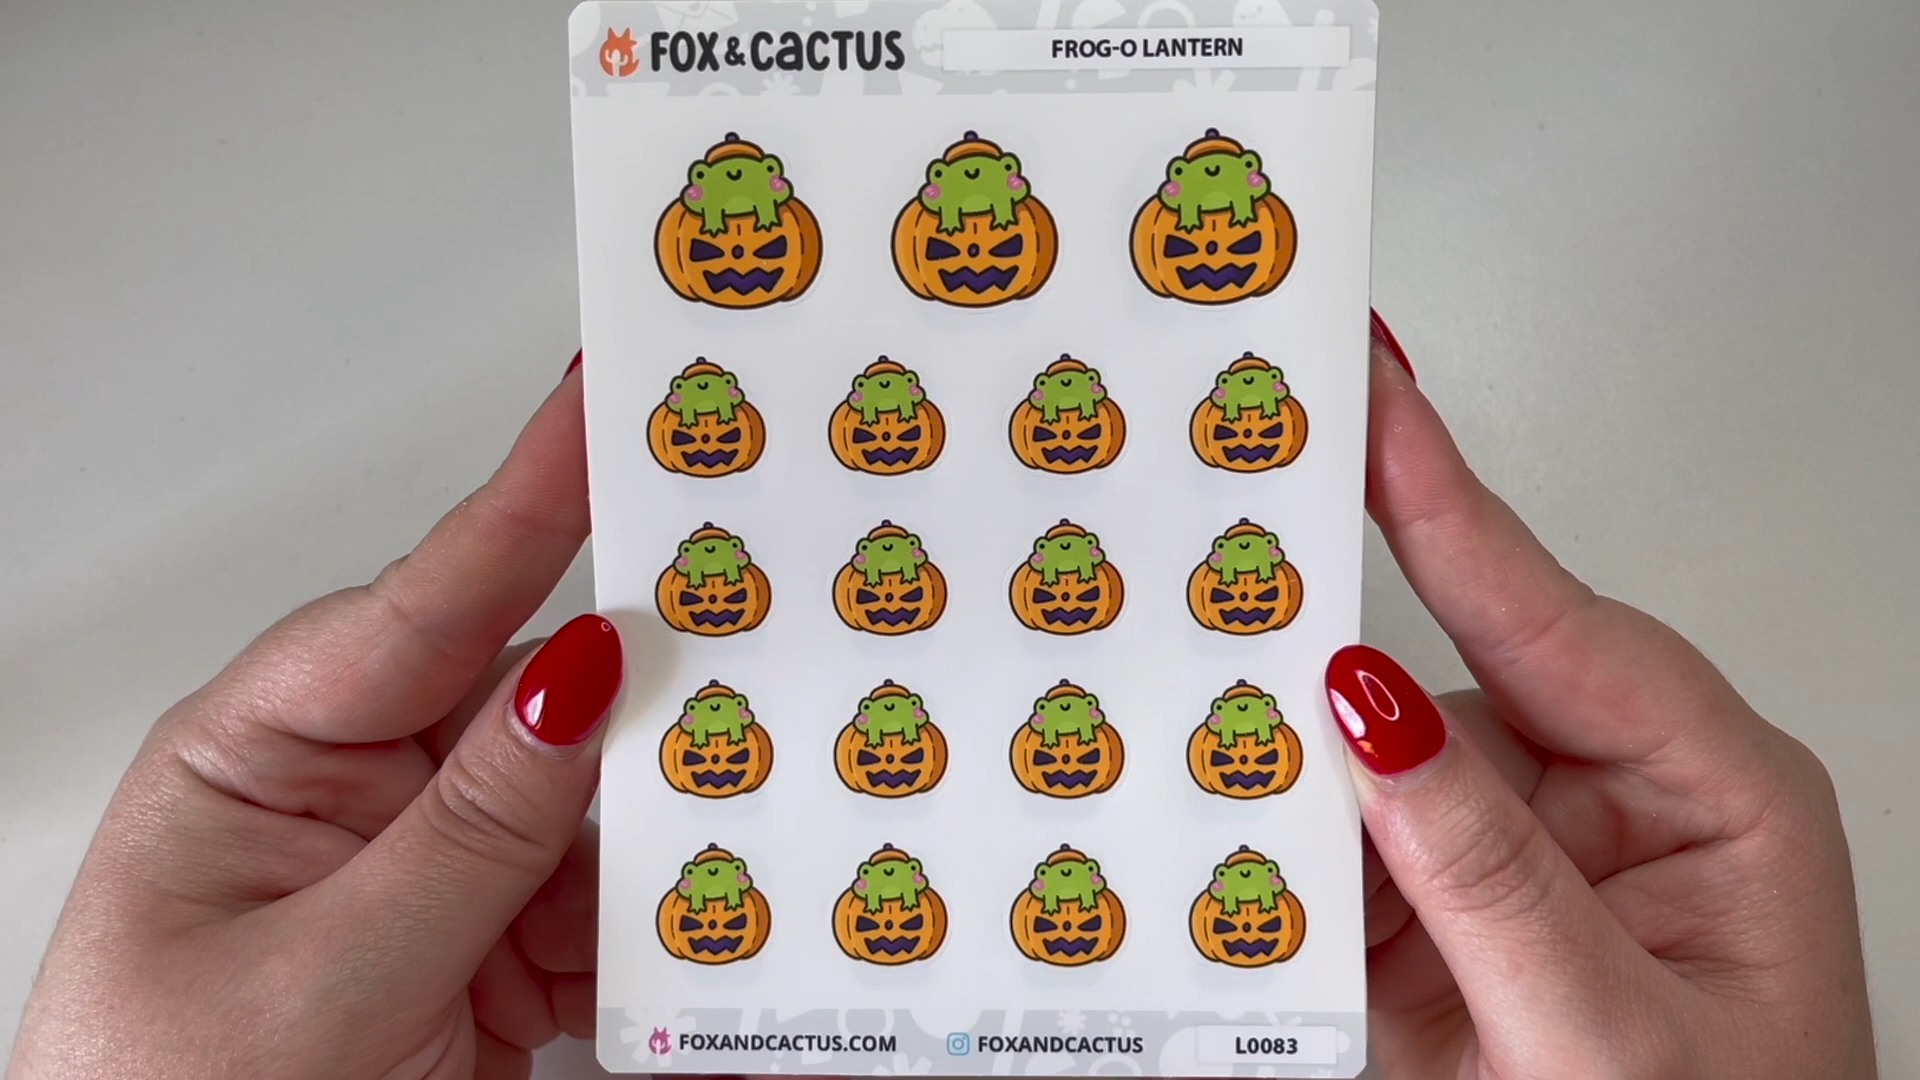 FOX & CACTUS
FROG-O LANTERN
FOXANDCACTUS.COM
FOXANDCACTUS
L0083